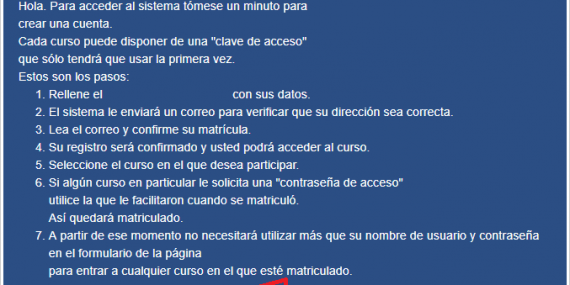 Hola. Para acceder al sistema tómese un minuto para
crear una cuenta.
Cada curso puede disponer de una "clave de acceso"
que sólo tendrá que usar la primera vez.
Estos son los pasos:
1. Rellene el con sus datos.
2. El sistema le enviará un correo para verificar que su dirección sea correcta.
3. Lea el correo y confirme su matrícula.
4. Su registro será confirmado y usted podrá acceder al curso.
5. Seleccione el curso en el que desea participar.
6. Si algún curso en particular le solicita una "contraseña de acceso"
utilice la que le facilitaron cuando se matriculó.
Así quedará matriculado.
7. A partir de ese momento no necesitará utilizar más que su nombre de usuario y contraseña
en el formulario de la página
para entrar a cualquier curso en el que esté matriculado.